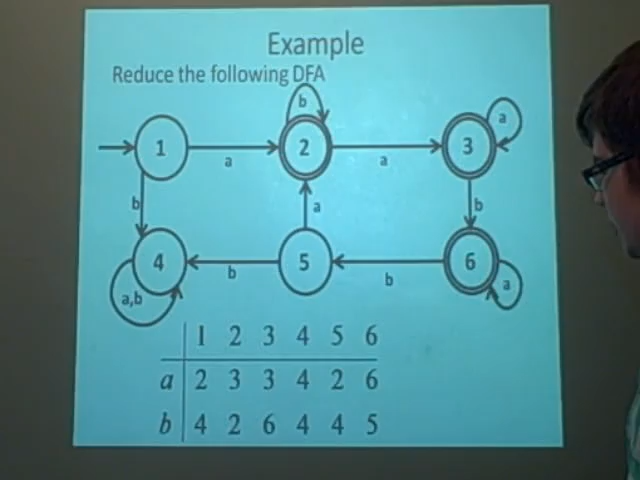 Example
Reduce the following DFA
b
1 a 2 a 3 a
b a b
4 b 5 b 6 a
a,b
1 2 3 4 5 6
a 2 3 3 4 2 6
b 4 2 6 4 4 5